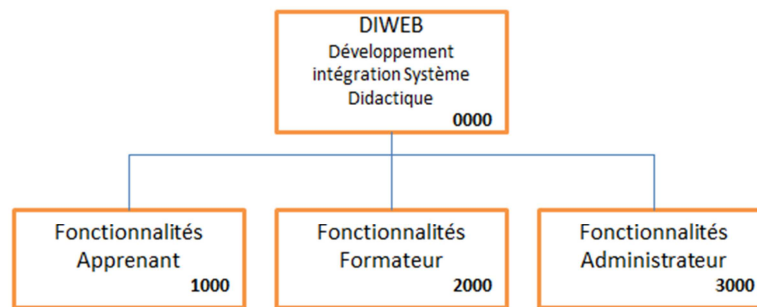 DIWEB
Développement
intégration Système
Didactique
0000
Fonctionnalités
Apprenant
1000
Fonctionnalités
Formateur
2000
Fonctionnalités
Administrateur
3000